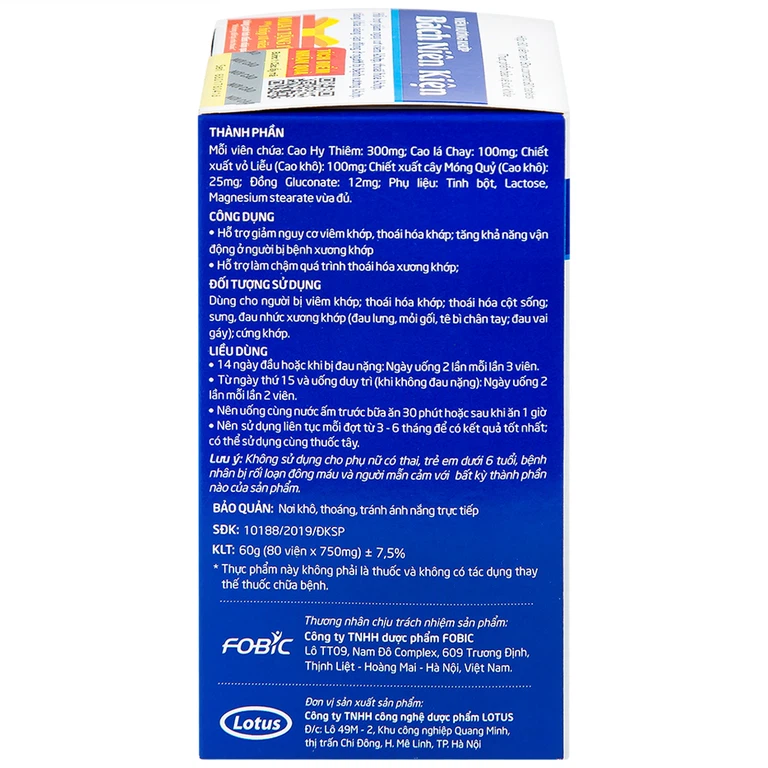 VIÊN XƯƠNG KHỚP
Bách Niên Kiện
THÀNH PHẦN
Mỗi viên chứa: Cao Hy Thiêm: 300mg; Cao lá Chay: 100mg; Chiết
xuất vỏ Liễu (Cao khô): 100mg; Chiết xuất cây Móng Quỷ (Cao khô):
25mg; Đồng Gluconate: 12mg; Phụ liệu: Tinh bột, Lactose,
Magnesium stearate vừa đủ.
CÔNG DỤNG
• Hỗ trợ giảm nguy cơ viêm khớp, thoái hóa khớp; tăng khả năng vận
động ở người bị bệnh xương khớp
• Hỗ trợ làm chậm quá trình thoái hóa xương khớp;
ĐỐI TƯỢNG SỬ DỤNG
Dùng cho người bị viêm khớp; thoái hóa khớp; thoái hóa cột sống;
sưng, đau nhức xương khớp (đau lưng, mỏi gối, tê bì chân tay; đau vai
gáy); cứng khớp.
LIỀU DÙNG
• 14 ngày đầu hoặc khi bị đau nặng: Ngày uống 2 lần mỗi lần 3 viên.
• Từ ngày thứ 15 và uống duy trì (khi không đau nặng): Ngày uống 2
lần mỗi lần 2 viên.
• Nên uống cùng nước ấm trước bữa ăn 30 phút hoặc sau khi ăn 1 giờ
• Nên sử dụng liên tục mỗi đợt từ 3 - 6 tháng để có kết quả tốt nhất;
có thể sử dụng cùng thuốc tây.
Lưu ý: Không sử dụng cho phụ nữ có thai, trẻ em dưới 6 tuổi, bệnh
nhân bị rối loạn đông máu và người mẫn cảm với bất kỳ thành phần
nào của sản phẩm.
BẢO QUẢN: Nơi khô, thoáng, tránh ánh nắng trực tiếp
SĐK: 10188/2019/ĐKSP
KLT: 60g (80 viên x 750mg) ± 7,5%
* Thực phẩm này không phải là thuốc và không có tác dụng thay
thế thuốc chữa bệnh.
FOBIC
Thương nhân chịu trách nhiệm sản phẩm:
Công ty TNHH dược phẩm FOBIC
Lô TT09, Nam Đô Complex, 609 Trương Định,
Thịnh Liệt - Hoàng Mai - Hà Nội, Việt Nam.
Lotus
Đơn vị sản xuất sản phẩm:
Công ty TNHH công nghệ dược phẩm LOTUS
Đ/c: Lô 49M - 2, Khu công nghiệp Quang Minh,
thị trấn Chi Đông, H. Mê Linh, TP. Hà Nội